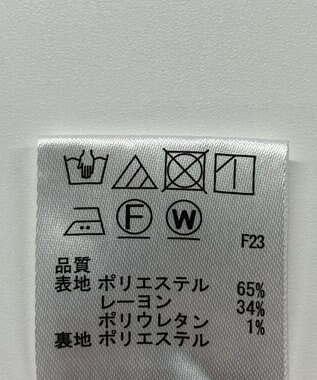 F W
F23
品質
表地 ポリエステル 65%
レーヨン 34%
ポリウレタン 1%
裏地 ポリエステル